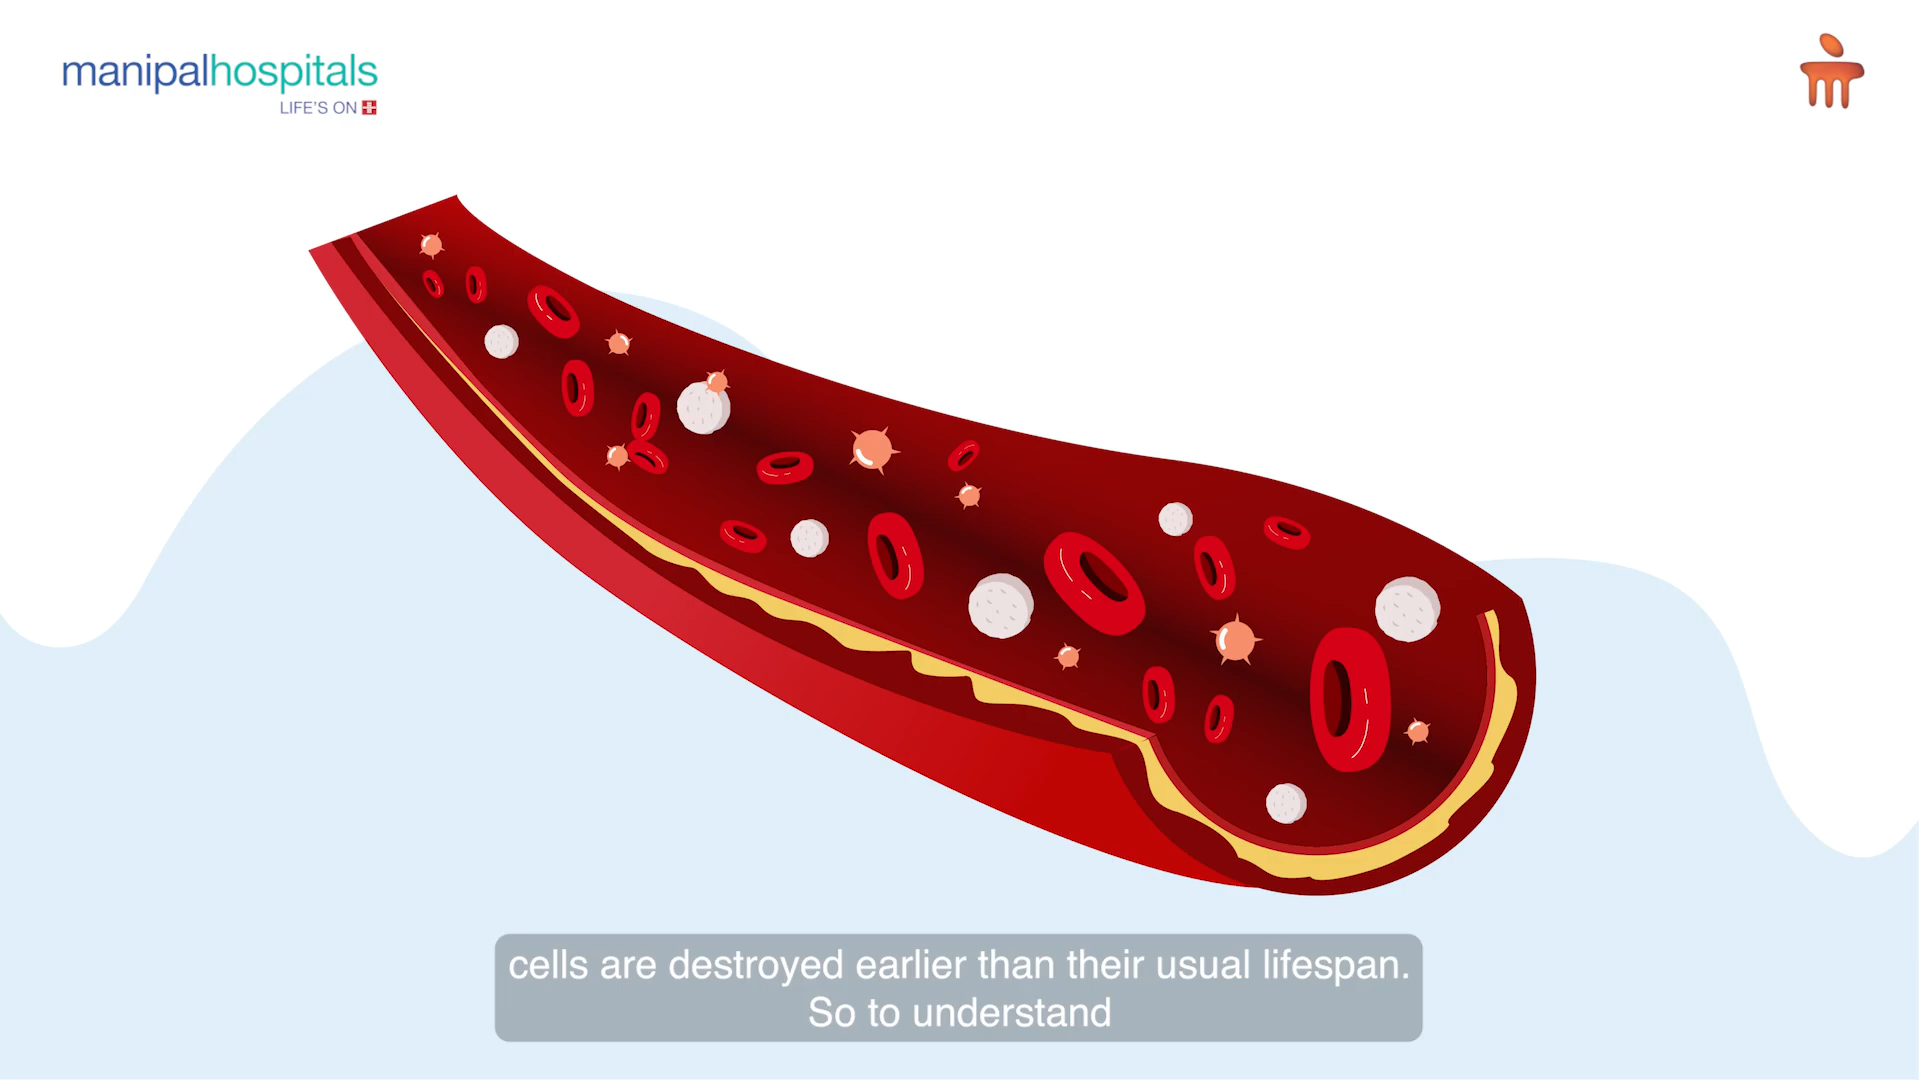 manipalhospitals
LIFE'S ON
cells are destroyed earlier than their usual lifespan.
So to understand